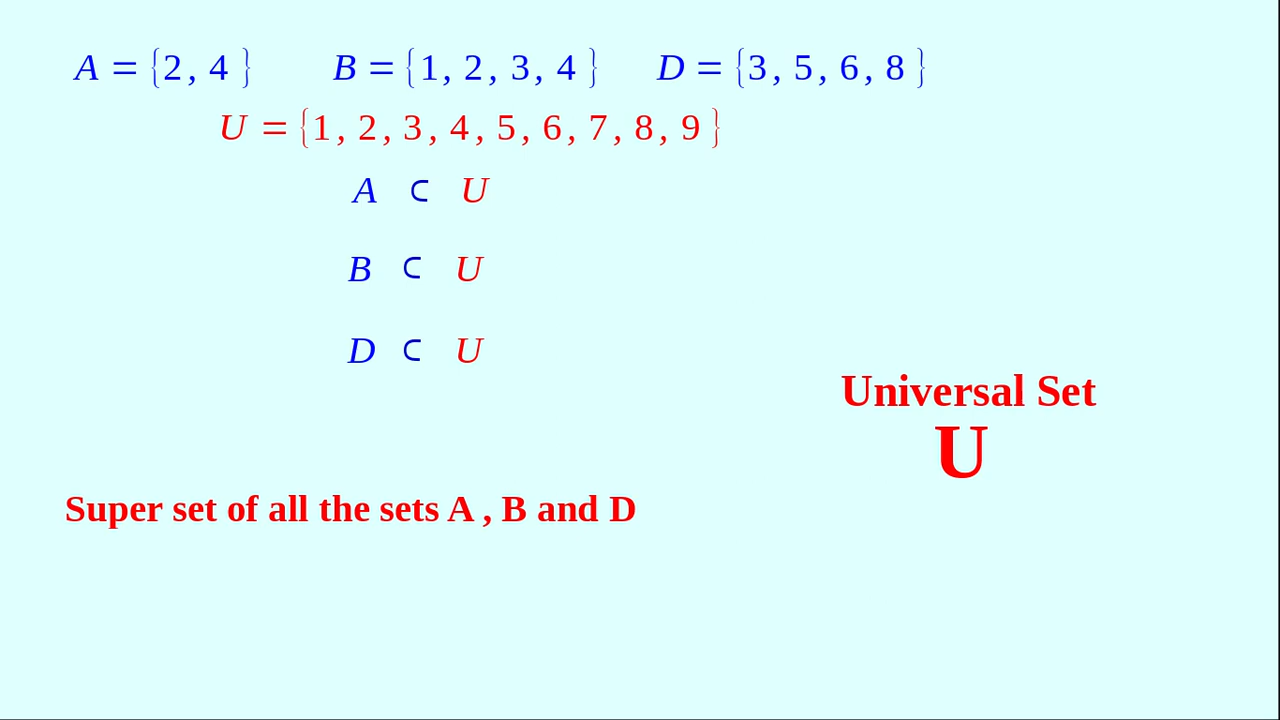 A = {2, 4 } B = {1, 2, 3, 4 } D = {3, 5, 6, 8 }
U = {1, 2, 3, 4, 5, 6, 7, 8, 9 }
A ⊂ U
B ⊂ U
D ⊂ U
Universal Set
U
Super set of all the sets A , B and D